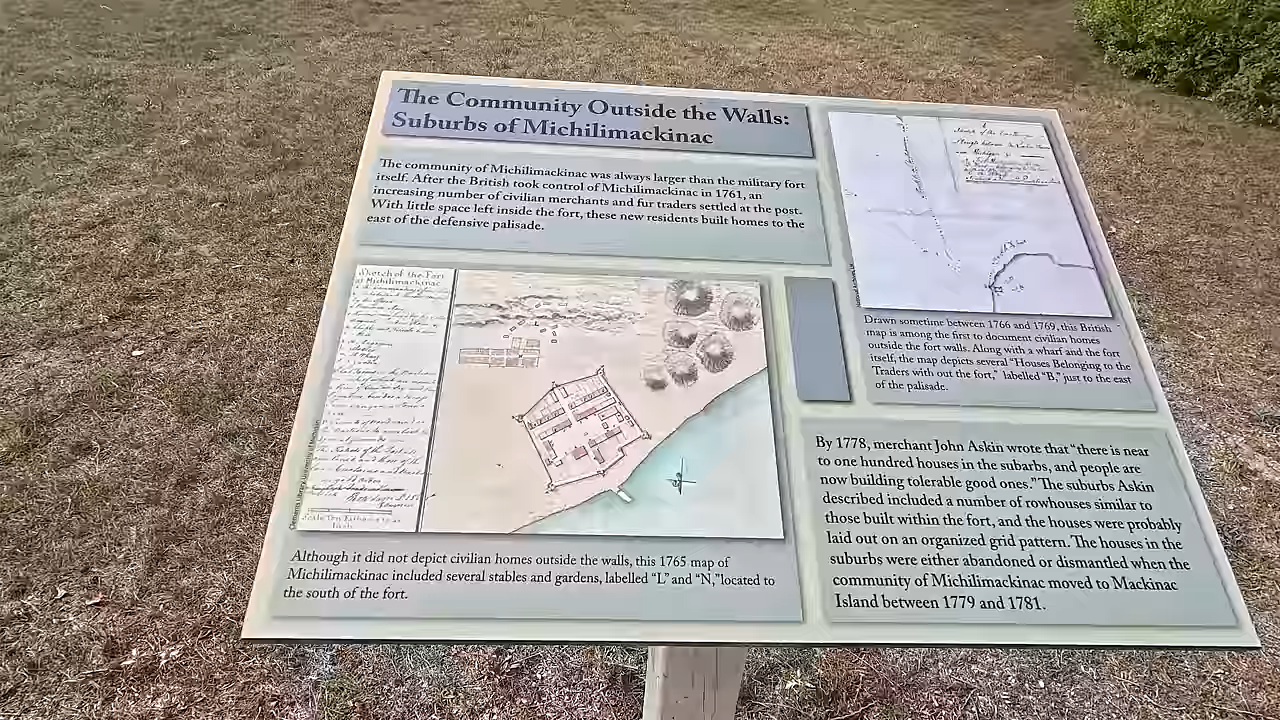 The Community Outside the Walls:
Suburbs of Michilimackinac
The community of Michilimackinac was always larger than the military fort
itself. After the British took control of Michilimackinac in 1761, an
increasing number of civilian merchants and fur traders settled at the post.
With little space left inside the fort, these new residents built homes to the
east of the defensive palisade.
Sketch of the Fort
of Michilimackinac
Although it did not depict civilian homes outside the walls, this 1765 map of
Michilimackinac included several stables and gardens, labelled “L” and “N,” located to
the south of the fort.
Drawn sometime between 1766 and 1769, this British
map is among the first to document civilian homes
outside the fort walls. Along with a wharf and the fort
itself, the map depicts several “Houses Belonging to the
Traders with out the fort,” labelled “B,” just to the east
of the palisade.
By 1778, merchant John Askin wrote that “there is near
to one hundred houses in the subarbs, and people are
now building tolerable good ones.” The suburbs Askin
described included a number of rowhouses similar to
those built within the fort, and the houses were probably
laid out on an organized grid pattern. The houses in the
suburbs were either abandoned or dismantled when the
community of Michilimackinac moved to Mackinac
Island between 1779 and 1781.